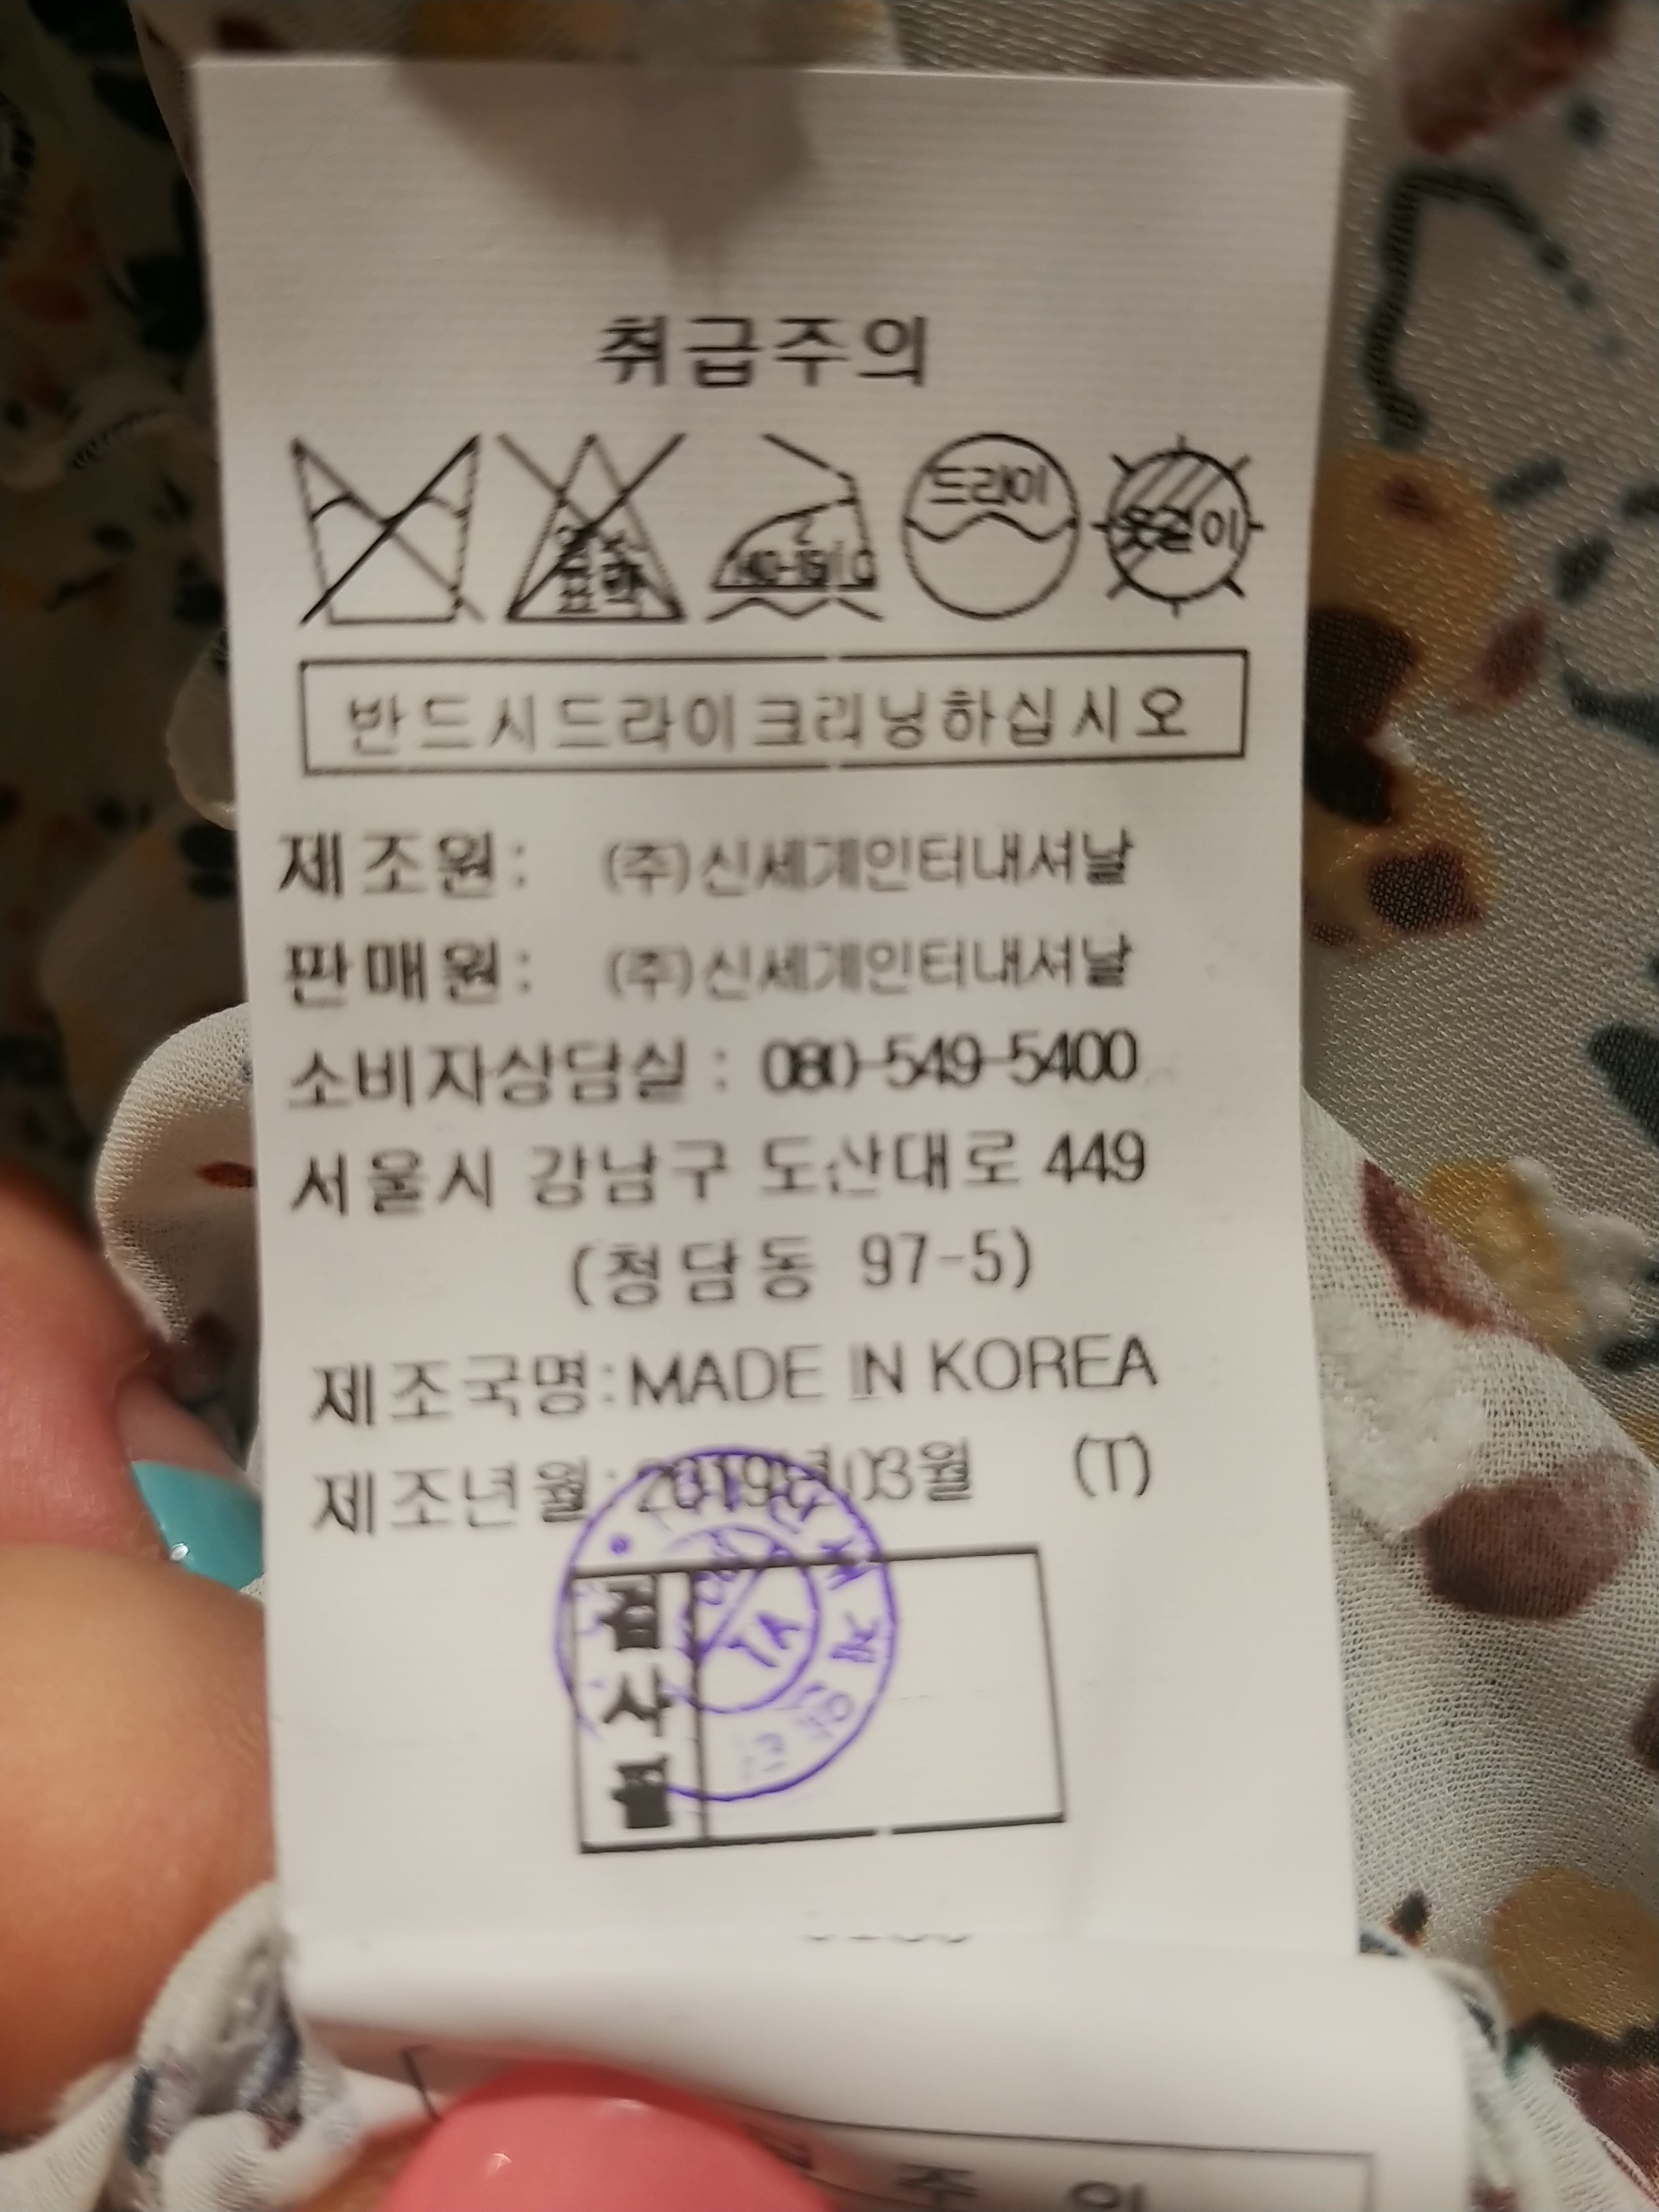 취급주의
드라이
옷걸이
반드시드라이크리닝하십시오
제조원: (주)신세계인터내셔날
판매원: (주)신세계인터내셔날
소비자상담실 : 080-549-5400
서울시 강남구 도산대로 449
(청담동 97-5)
제조국명:MADE IN KOREA
제조년월: 2019년03월 (T)
검사필